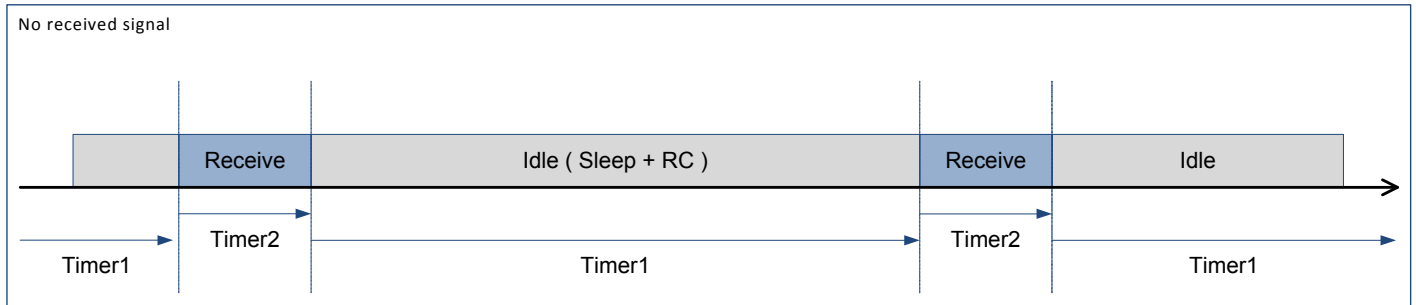 No received signal
Receive
Idle ( Sleep + RC )
Receive
Idle
Timer2
Timer2
Timer1
Timer1
Timer1